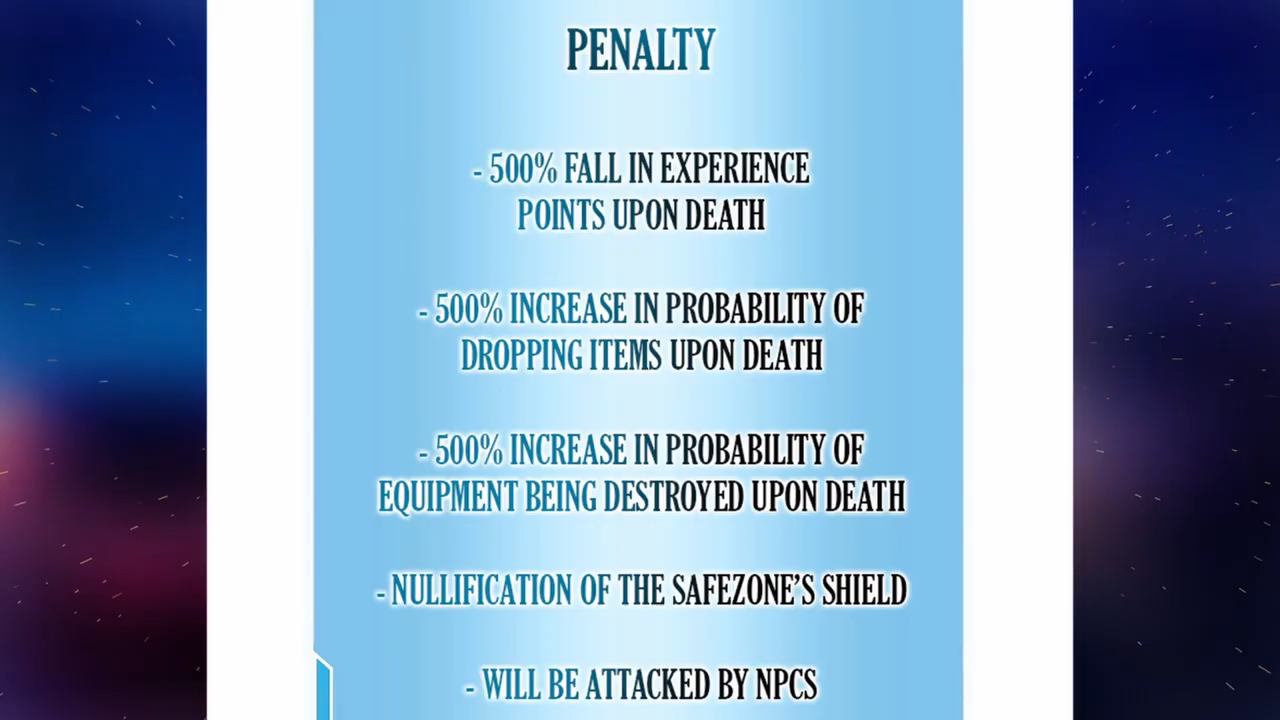 PENALTY
- 500% FALL IN EXPERIENCE
POINTS UPON DEATH
- 500% INCREASE IN PROBABILITY OF
DROPPING ITEMS UPON DEATH
- 500% INCREASE IN PROBABILITY OF
EQUIPMENT BEING DESTROYED UPON DEATH
- NULLIFICATION OF THE SAFEZONE'S SHIELD
- WILL BE ATTACKED BY NPCS